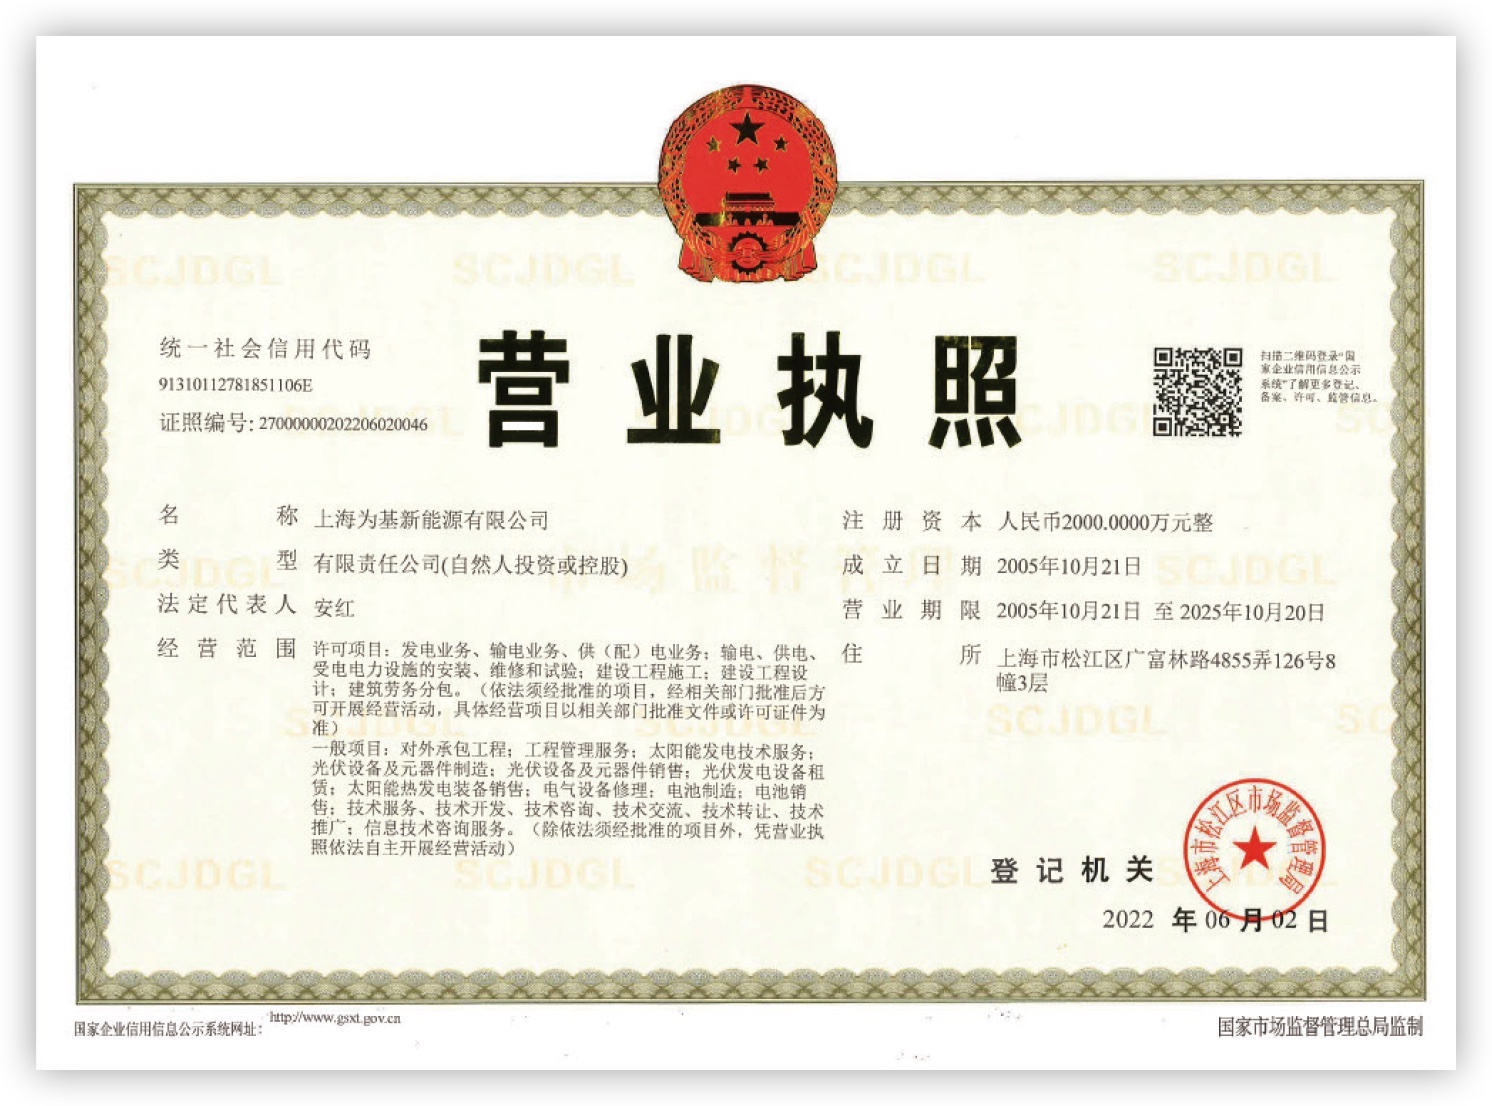 营业执照
统一社会信用代码
91310112781851106E
证照编号: 27000000202206020046
扫描二维码登录“国
家企业信用信息公示
系统”了解更多登记、
备案、许可、监管信息。
名称 上海为基新能源有限公司
类型 有限责任公司(自然人投资或控股)
法定代表人 安红
经营范围 许可项目：发电业务、输电业务、供（配）电业务；输电、供电、
受电电力设施的安装、维修和试验；建设工程施工；建设工程设
计；建筑劳务分包。（依法须经批准的项目，经相关部门批准后方
可开展经营活动，具体经营项目以相关部门批准文件或许可证件为
准）
一般项目：对外承包工程；工程管理服务；太阳能发电技术服务；
光伏设备及元器件制造；光伏设备及元器件销售；光伏发电设备租
赁；太阳能热发电装备销售；电气设备修理；电池制造；电池销
售；技术服务、技术开发、技术咨询、技术交流、技术转让、技术
推广；信息技术咨询服务。（除依法须经批准的项目外，凭营业执
照依法自主开展经营活动）
注册资本 人民币2000.0000万元整
成立日期 2005年10月21日
营业期限 2005年10月21日 至 2025年10月20日
住所 上海市松江区广富林路4855弄126号8
幢3层
登记机关
上海市松江区市场监督管理局
2022 年 06 月 02 日
国家企业信用信息公示系统网址：http://www.gsxt.gov.cn
国家市场监督管理总局监制
SCJDGL
市场监督管理